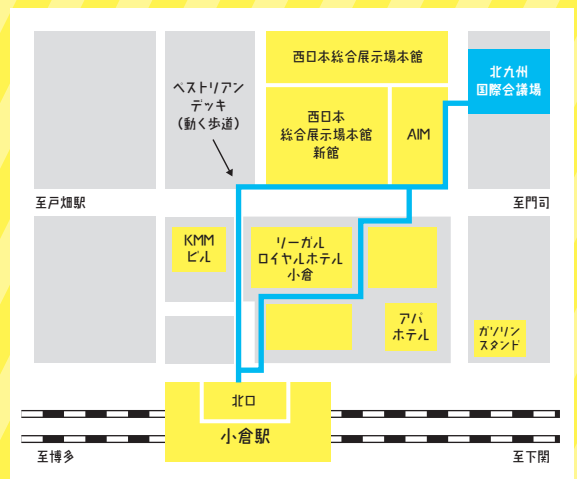 西日本総合展示場本館
北九州
国際会議場
ペストリアン
デッキ
(動く歩道)
西日本
総合展示場本館
新館
AIM
至戸畑駅
至門司
KMM
ビル
リーガル
ロイヤルホテル
小倉
アパ
ホテル
ガソリン
スタンド
北口
小倉駅
至博多
至下関